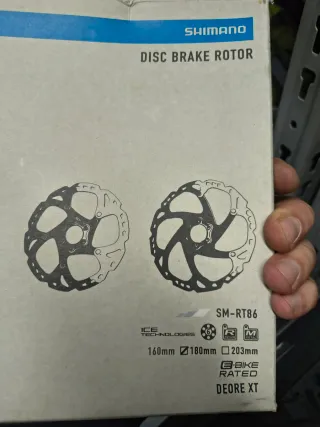 SHIMANO
DISC BRAKE ROTOR
SM-RT86
ICE
TECHNOLOGIES
R M
160mm 180mm 203mm
E-BIKE
RATED
DEORE XT